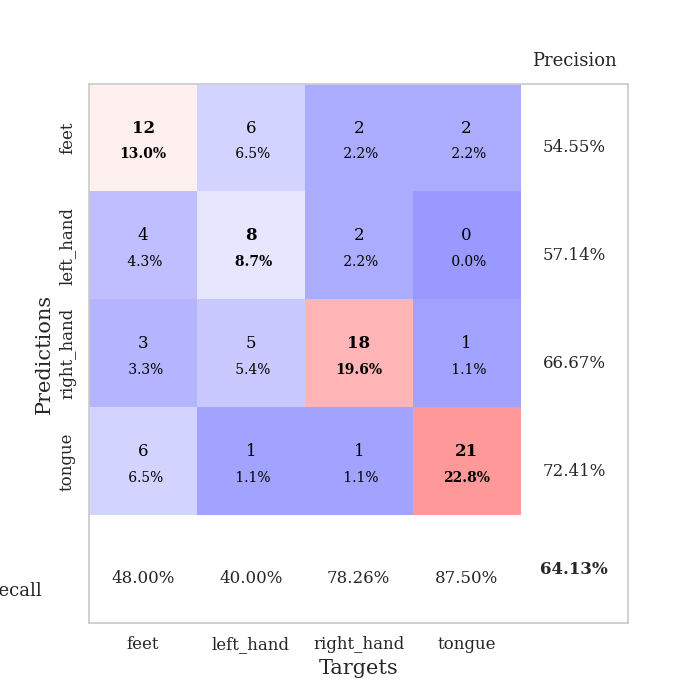 Precision
feet
12 6 2 2
13.0% 6.5% 2.2% 2.2%
54.55%
left_hand
4 8 2 0
4.3% 8.7% 2.2% 0.0%
57.14%
Predictions
right_hand
3 5 18 1
3.3% 5.4% 19.6% 1.1%
66.67%
tongue
6 1 1 21
6.5% 1.1% 1.1% 22.8%
72.41%
ecall
48.00% 40.00% 78.26% 87.50% 64.13%
feet left_hand right_hand tongue
Targets